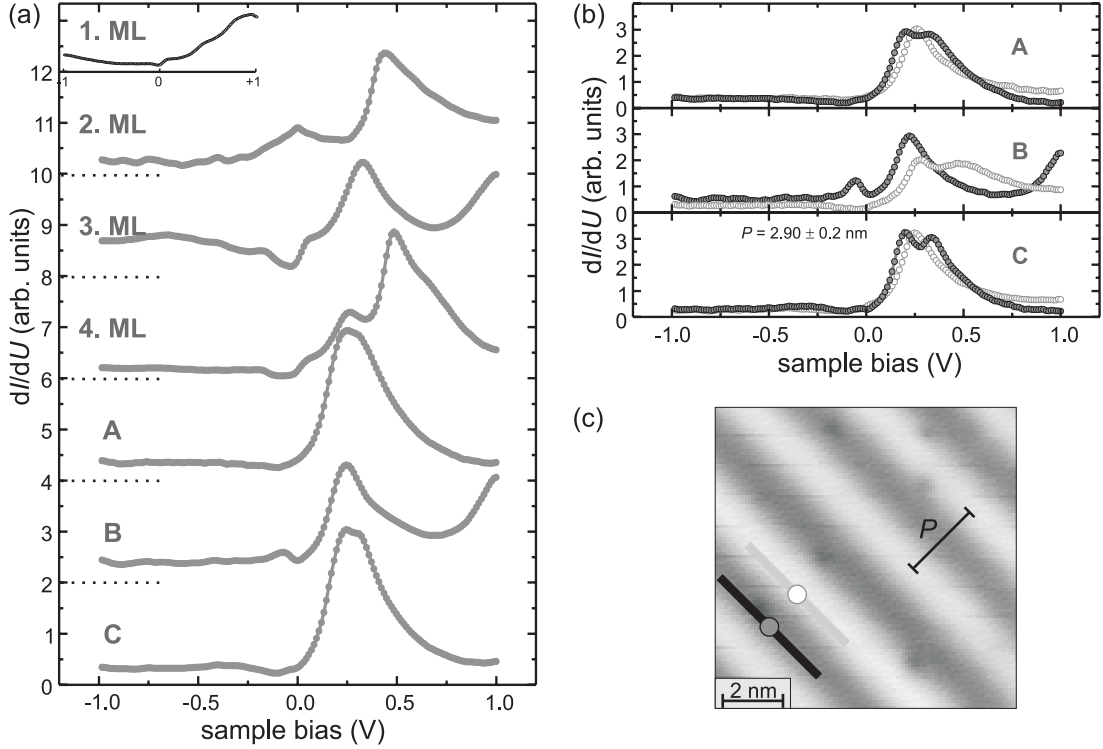 (a)
1. ML
-1 0 +1
12
2. ML
11
10
3. ML
9
8
4. ML
7
6
A
5
4
B
3
2
C
1
0
dI/dU (arb. units)
-1.0 -0.5 0.0 0.5 1.0
sample bias (V)
(b)
3
2
1
0
A
3
2
1
0
B
P = 2.90 ± 0.2 nm
3
2
1
0
C
dI/dU (arb. units)
-1.0 -0.5 0.0 0.5 1.0
sample bias (V)
(c)
P
2 nm